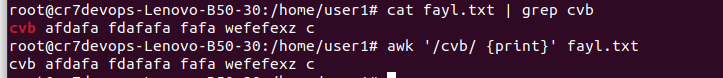 root@cr7devops-Lenovo-B50-30:/home/user1# cat fayl.txt | grep cvb
cvb afdafa fdafafa fafa wefefexz c
root@cr7devops-Lenovo-B50-30:/home/user1# awk '/cvb/ {print}' fayl.txt
cvb afdafa fdafafa fafa wefefexz c